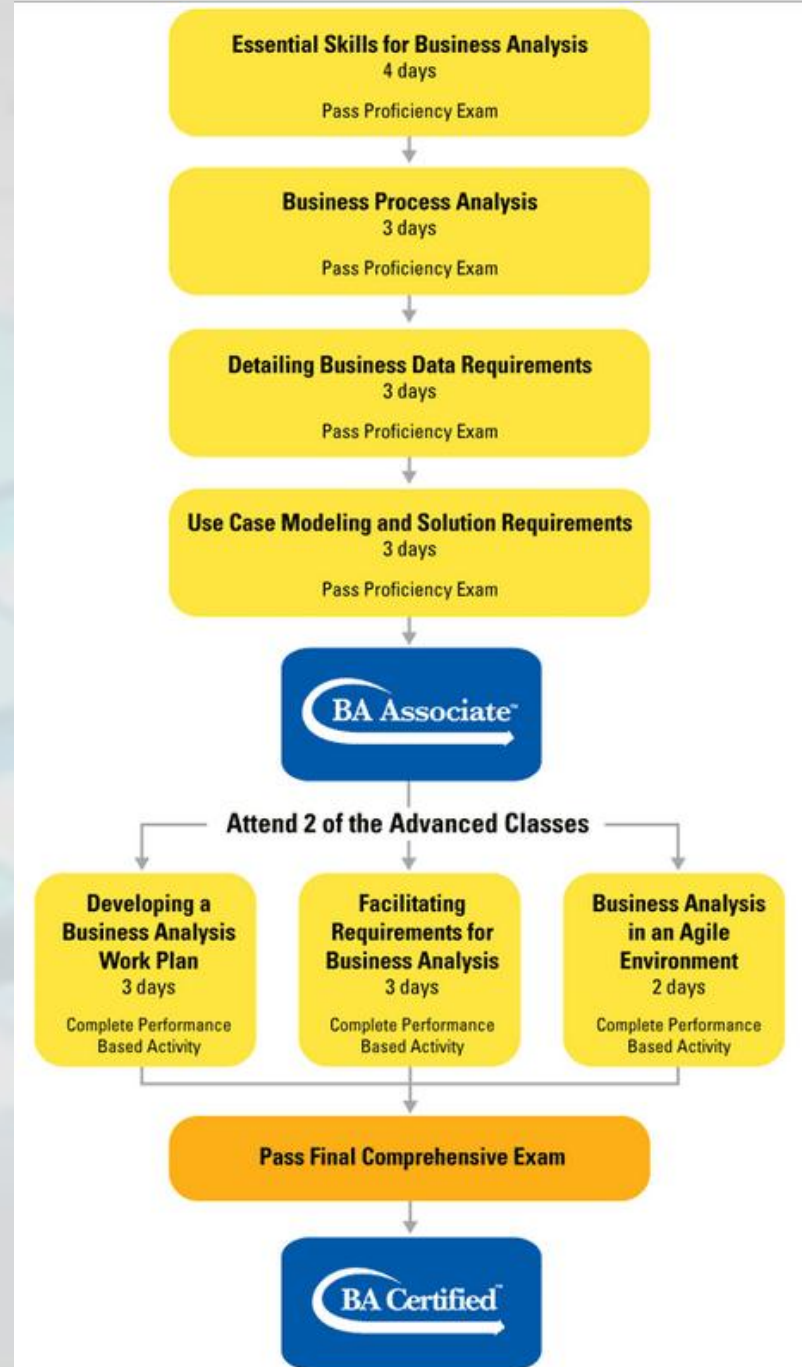 Essential Skills for Business Analysis
4 days
Pass Proficiency Exam
Business Process Analysis
3 days
Pass Proficiency Exam
Detailing Business Data Requirements
3 days
Pass Proficiency Exam
Use Case Modeling and Solution Requirements
3 days
Pass Proficiency Exam
BA Associate™
Attend 2 of the Advanced Classes
Developing a
Business Analysis
Work Plan
3 days
Complete Performance
Based Activity
Facilitating
Requirements for
Business Analysis
3 days
Complete Performance
Based Activity
Business Analysis
in an Agile
Environment
2 days
Complete Performance
Based Activity
Pass Final Comprehensive Exam
BA Certified™